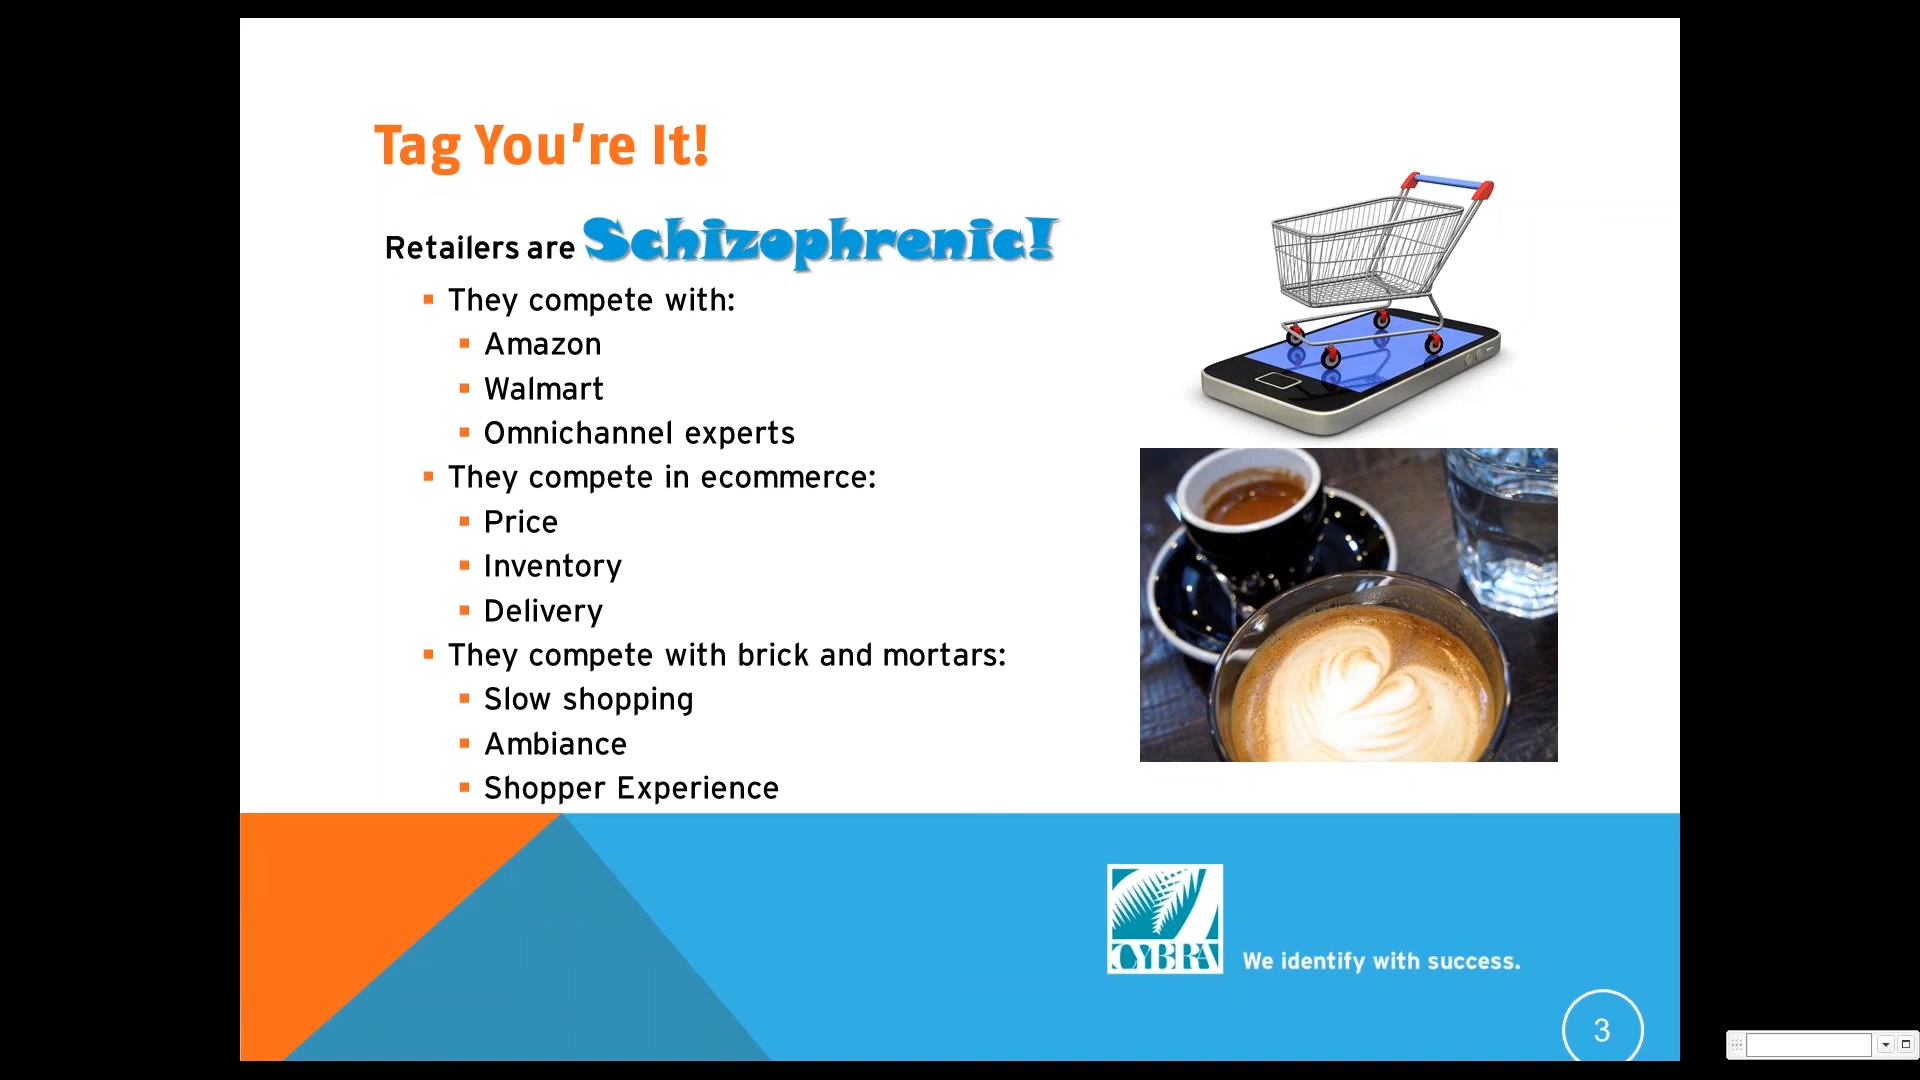 Tag You're It!
Retailers are Schizophrenic!
They compete with:
Amazon
Walmart
Omnichannel experts
They compete in ecommerce:
Price
Inventory
Delivery
They compete with brick and mortars:
Slow shopping
Ambiance
Shopper Experience
CYBRA
We identify with success.
3